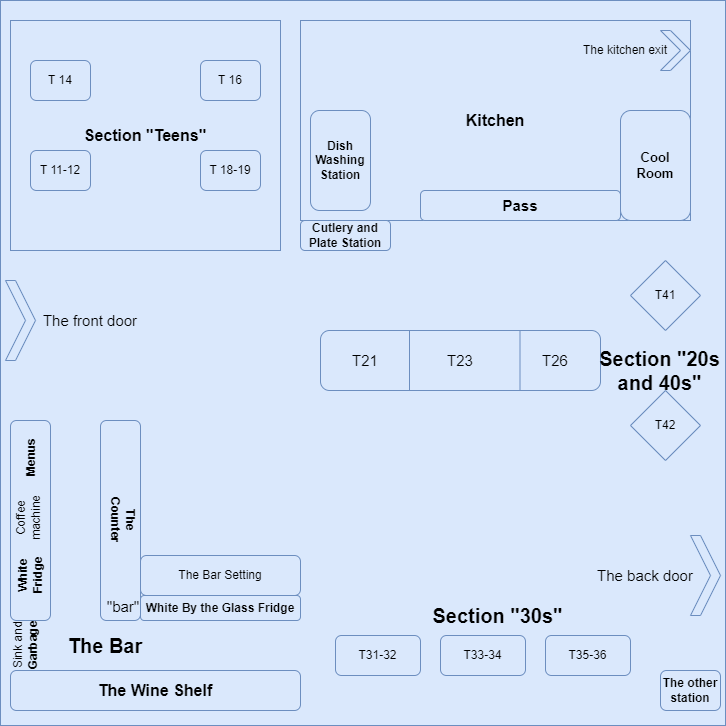 The kitchen exit
T 14
T 16
Section "Teens"
T 11-12
T 18-19
Kitchen
Dish
Washing
Station
Cool
Room
Pass
Cutlery and
Plate Station
The front door
T41
T21
T23
T26
Section "20s
and 40s"
T42
Menus
Coffee
machine
White
Fridge
The
Counter
The Bar Setting
"bar"
White By the Glass Fridge
The back door
Sink and
Garbage
The Bar
Section "30s"
T31-32
T33-34
T35-36
The Wine Shelf
The other
station